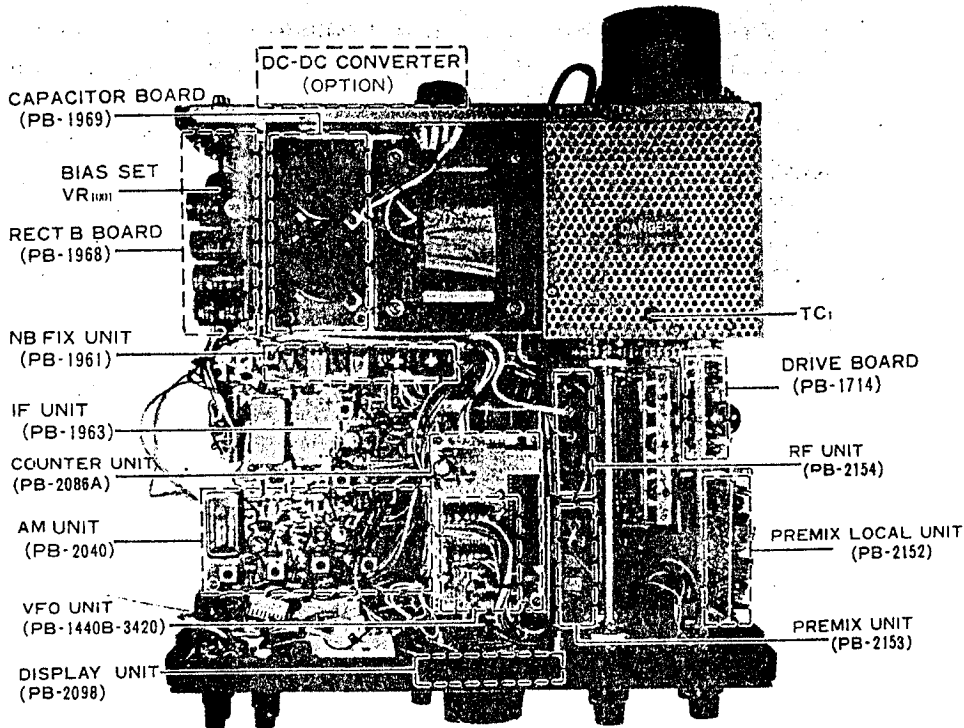 DC-DC CONVERTER
(OPTION)
CAPACITOR BOARD
(PB-1969)
BIAS SET
VR1001
RECT B BOARD
(PB-1968)
NB FIX UNIT
(PB-1961)
IF UNIT
(PB-1963)
COUNTER UNIT
(PB-2086A)
AM UNIT
(PB-2040)
VFO UNIT
(PB-1440B-3420)
DISPLAY UNIT
(PB-2098)
DANGER
TC1
DRIVE BOARD
(PB-1714)
RF UNIT
(PB-2154)
PREMIX LOCAL UNIT
(PB-2152)
PREMIX UNIT
(PB-2153)